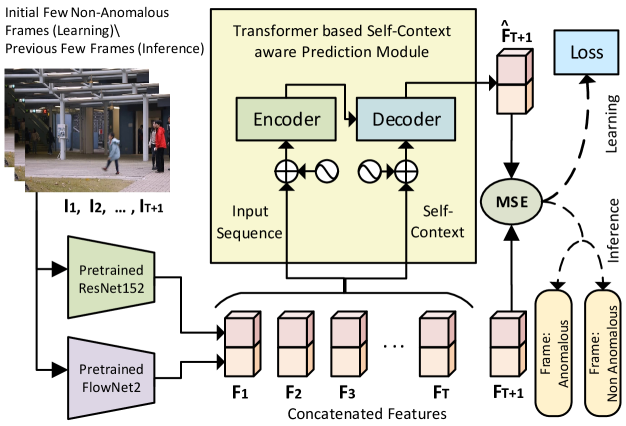 Initial Few Non-Anomalous
Frames (Learning)\
Previous Few Frames (Inference)
I1, I2, ... , IT+1
Pretrained
ResNet152
Pretrained
FlowNet2
Transformer based Self-Context
aware Prediction Module
Encoder
Decoder
Input
Sequence
Self-
Context
F̂T+1
Loss
Learning
MSE
Inference
Frame:
Anomalous
Frame:
Non Anomalous
F1
F2
F3
...
FT
FT+1
Concatenated Features